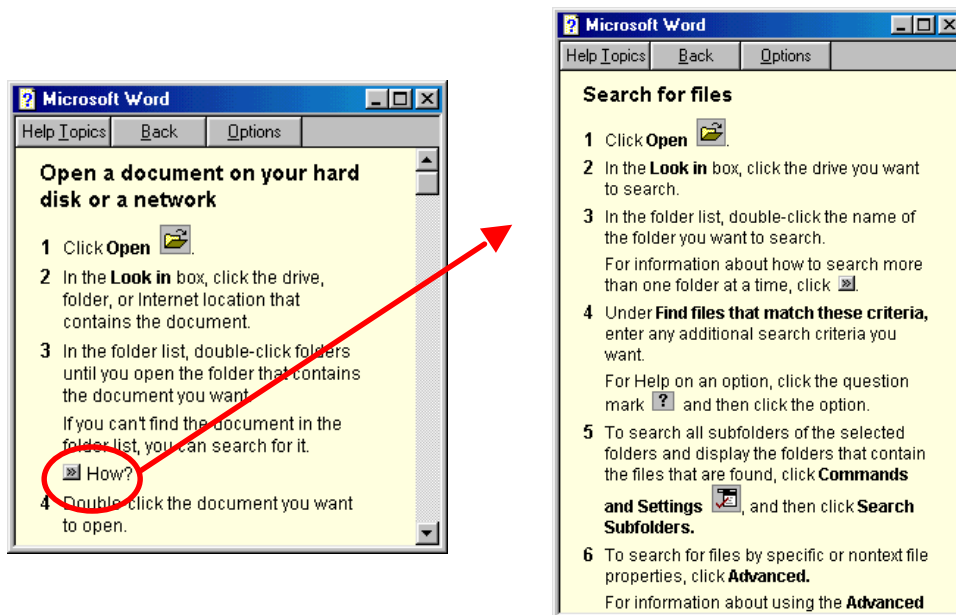 Microsoft Word
Help Topics Back Options
Open a document on your hard
disk or a network
1 Click Open .
2 In the Look in box, click the drive,
folder, or Internet location that
contains the document.
3 In the folder list, double-click folders
until you open the folder that contains
the document you want.
If you can't find the document in the
folder list, you can search for it.
» How?
4 Double-click the document you want
to open.
? Microsoft Word
Help Topics Back Options
Search for files
1 Click Open .
2 In the Look in box, click the drive you want
to search.
3 In the folder list, double-click the name of
the folder you want to search.
For information about how to search more
than one folder at a time, click » .
4 Under Find files that match these criteria,
enter any additional search criteria you
want.
For Help on an option, click the question
mark ? and then click the option.
5 To search all subfolders of the selected
folders and display the folders that contain
the files that are found, click Commands
and Settings , and then click Search
Subfolders.
6 To search for files by specific or nontext file
properties, click Advanced.
For information about using the Advanced